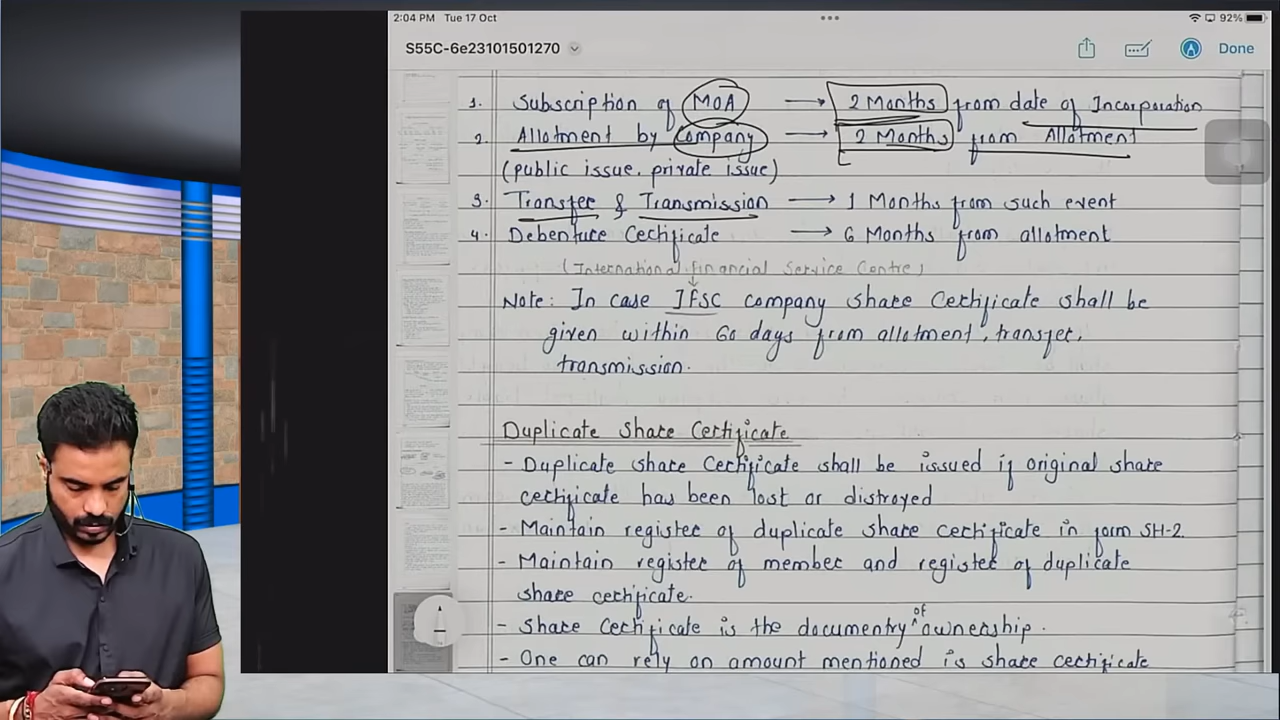 2:04 PM Tue 17 Oct
92%
S55C-6e23101501270
Done
1. Subscription of MOA → 2 Months from date of Incorporation
2. Allotment by Company → 2 Months from Allotment
(public issue, private issue)
3. Transfer & Transmission → 1 Months from such event
4. Debenture Certificate → 6 Months from allotment
(International Financial Service Centre)
Note: In case IFSC company share Certificate shall be
given within 60 days from allotment, transfer,
transmission.
Duplicate Share Certificate
- Duplicate share Certificate shall be issued if original share
certificate has been lost or distroyed
- Maintain register of duplicate share certificate in form SH-2.
- Maintain register of member and register of duplicate
share certificate.
- Share Certificate is the documentry of ownership.
- One can rely on amount mentioned is share certificate